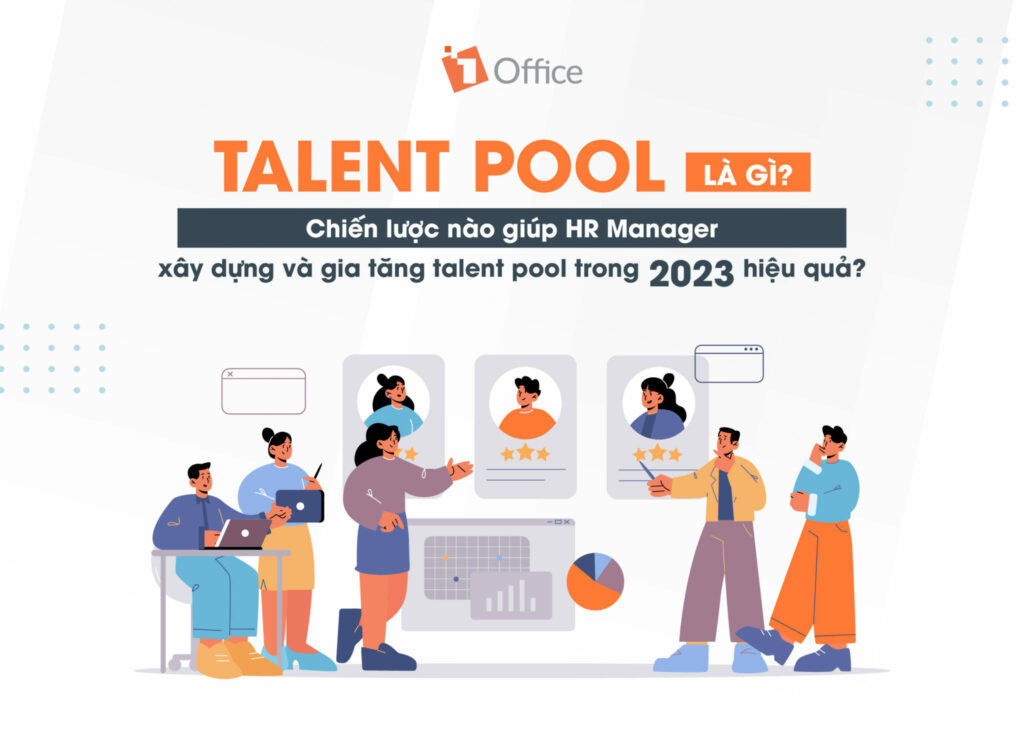 1Office
TALENT POOL LÀ GÌ?
Chiến lược nào giúp HR Manager
xây dựng và gia tăng talent pool trong 2023 hiệu quả?